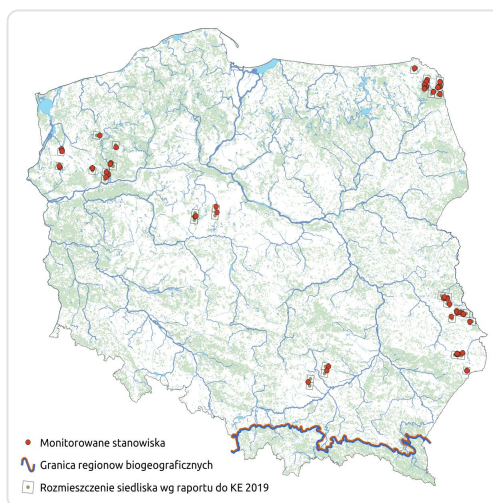 Monitorowane stanowiska
Granica regionow biogeograficznych
Rozmieszczenie siedliska wg raportu do KE 2019